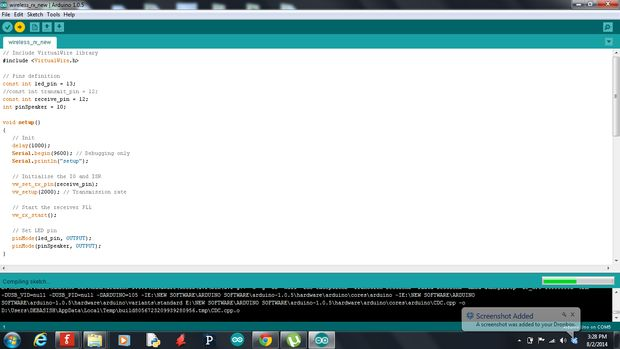 wireless_rx_new | Arduino 1.0.5
File Edit Sketch Tools Help
wireless_rx_new
// Include VirtualWire library
#include <VirtualWire.h>
// Pins definition
const int led_pin = 13;
//const int transmit_pin = 12;
const int receive_pin = 12;
int pinSpeaker = 10;
void setup()
{
// Init
delay(1000);
Serial.begin(9600); // Debugging only
Serial.println("setup");
// Initialise the IO and ISR
vw_set_rx_pin(receive_pin);
vw_setup(2000); // Transmission rate
// Start the receiver PLL
vw_rx_start();
// Set LED pin
pinMode(led_pin, OUTPUT);
pinMode(pinSpeaker, OUTPUT);
}
Compiling sketch...
-DUSB_VID=null -DUSB_PID=null -DARDUINO=105 -IE:\NEW SOFTWARE\ARDUINO SOFTWARE\arduino-1.0.5\hardware\arduino\cores\arduino -IE:\NEW SOFTWARE\ARDUINO
SOFTWARE\arduino-1.0.5\hardware\arduino\variants\standard E:\NEW SOFTWARE\ARDUINO SOFTWARE\arduino-1.0.5\hardware\arduino\cores\arduino\CDC.cpp -o
D:\Users\DEBASISH\AppData\Local\Temp\build8056723209939280956.tmp\CDC.cpp.o
Screenshot Added
A screenshot was added to your Dropbox
1
on COM5
3:28 PM
8/2/2014